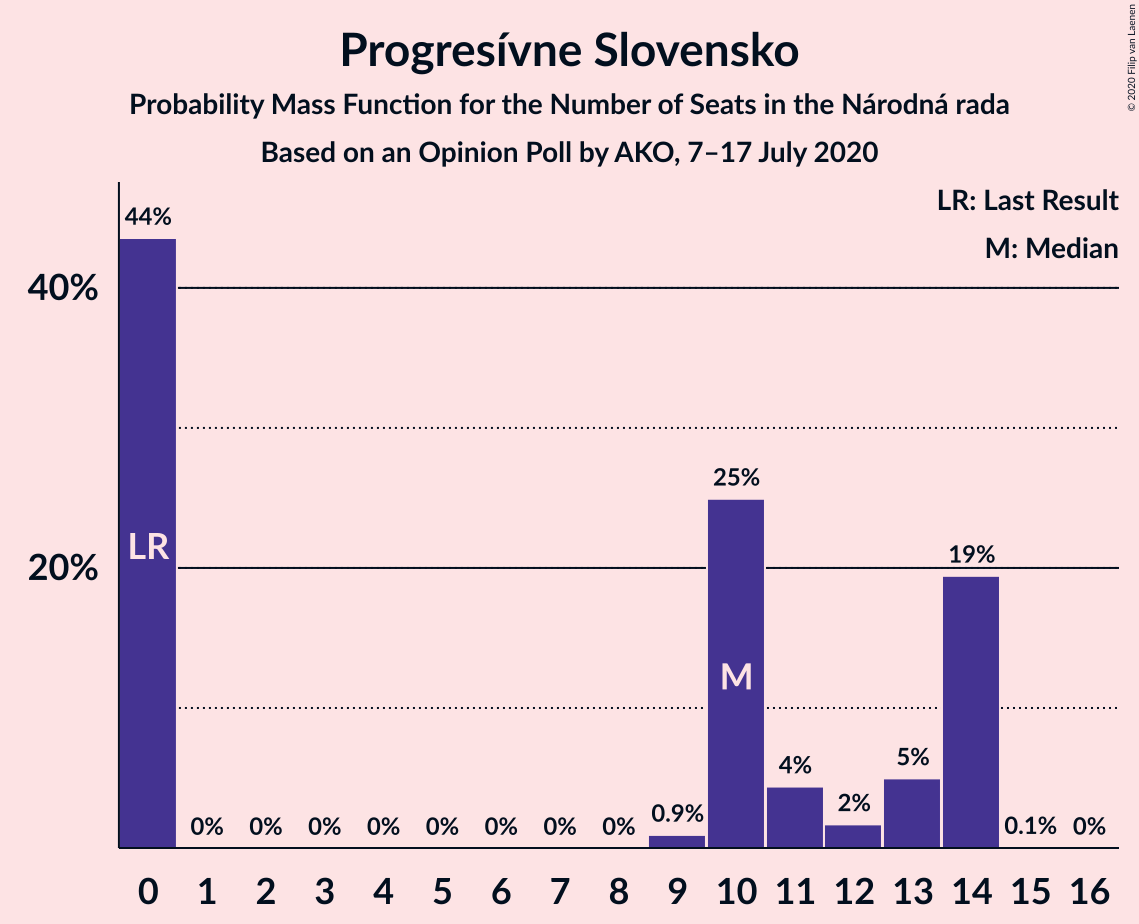 Progresívne Slovensko
Probability Mass Function for the Number of Seats in the Národná rada
Based on an Opinion Poll by AKO, 7–17 July 2020
© 2020 Filip van Laenen
LR: Last Result
M: Median
44%
40%
LR
25%
19%
20%
M
5%
4%
2%
0.9%
0% 0% 0% 0% 0% 0% 0% 0% 0.1% 0%
0 1 2 3 4 5 6 7 8 9 10 11 12 13 14 15 16